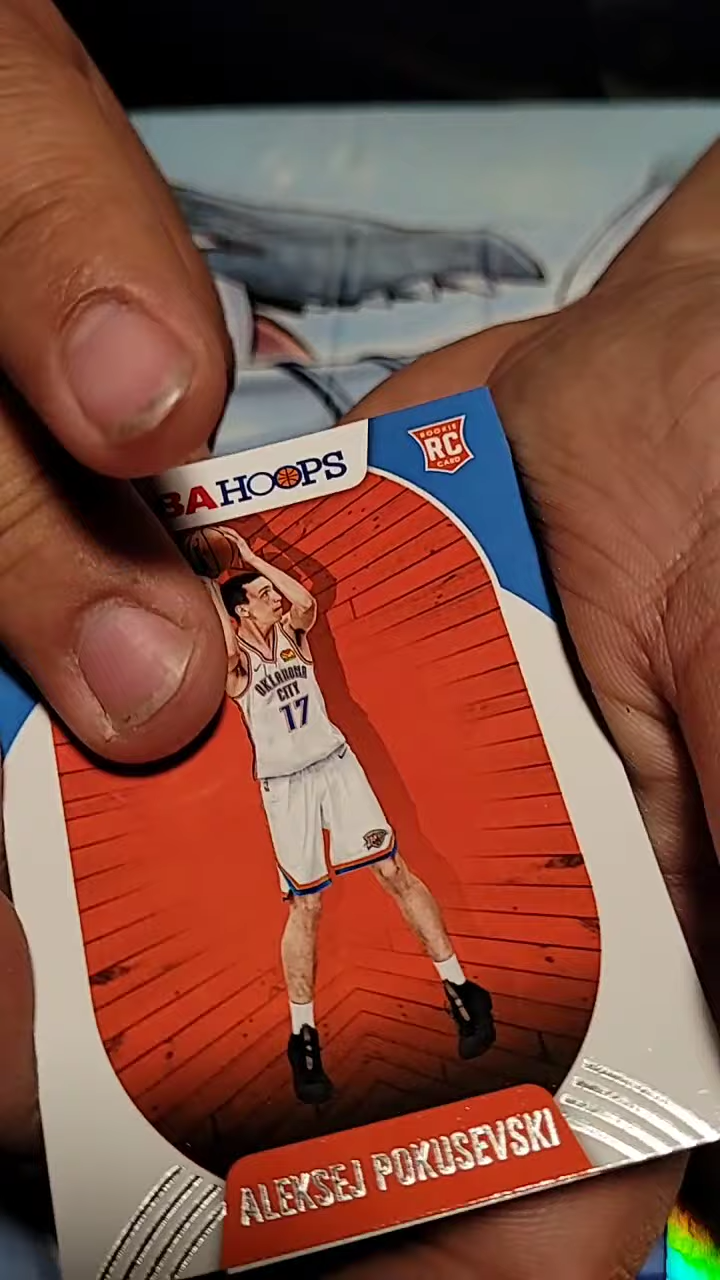 BA HOOPS
ROOKIE
RC
CARD
OKLAHOMA
CITY
17
ALEKSEJ POKUSEVSKI